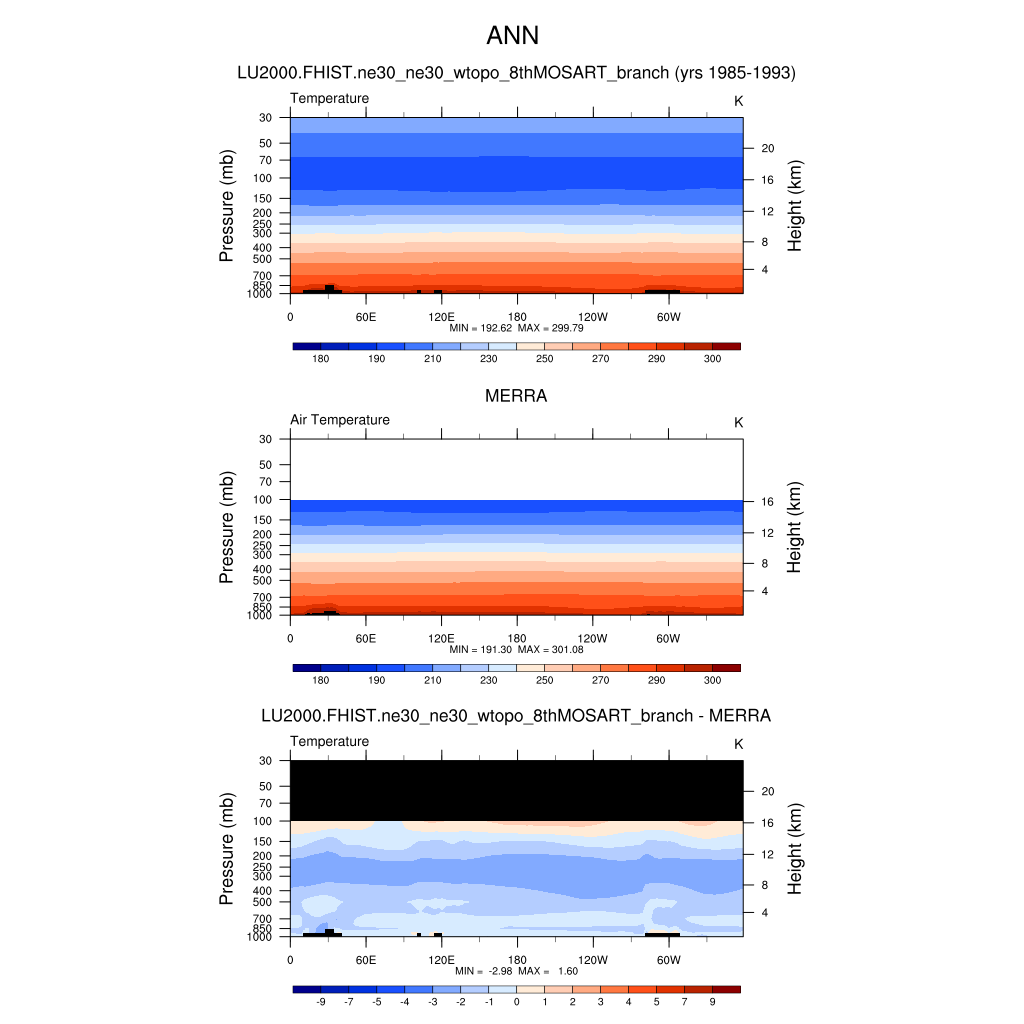 ANN
LU2000.FHIST.ne30_ne30_wtopo_8thMOSART_branch (yrs 1985-1993)
Temperature K
30
50
70
100
150
200
250
300
400
500
700
850
1000
Pressure (mb)
20
16
12
8
4
Height (km)
0 60E 120E 180 120W 60W
MIN = 192.62 MAX = 299.79
180 190 210 230 250 270 290 300
MERRA
Air Temperature K
30
50
70
100
150
200
250
300
400
500
700
850
1000
Pressure (mb)
16
12
8
4
Height (km)
0 60E 120E 180 120W 60W
MIN = 191.30 MAX = 301.08
180 190 210 230 250 270 290 300
LU2000.FHIST.ne30_ne30_wtopo_8thMOSART_branch - MERRA
Temperature K
30
50
70
100
150
200
250
300
400
500
700
850
1000
Pressure (mb)
20
16
12
8
4
Height (km)
0 60E 120E 180 120W 60W
MIN = -2.98 MAX = 1.60
-9 -7 -5 -4 -3 -2 -1 0 1 2 3 4 5 7 9